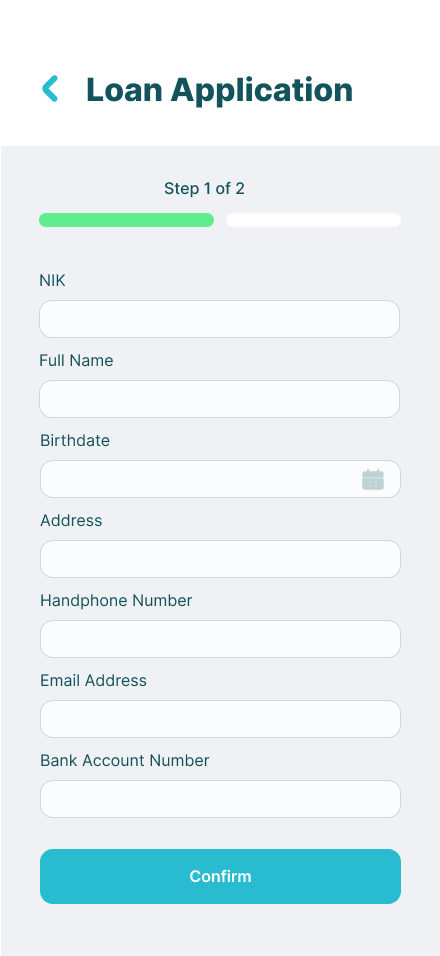 Loan Application
Step 1 of 2
NIK
Full Name
Birthdate
Address
Handphone Number
Email Address
Bank Account Number
Confirm